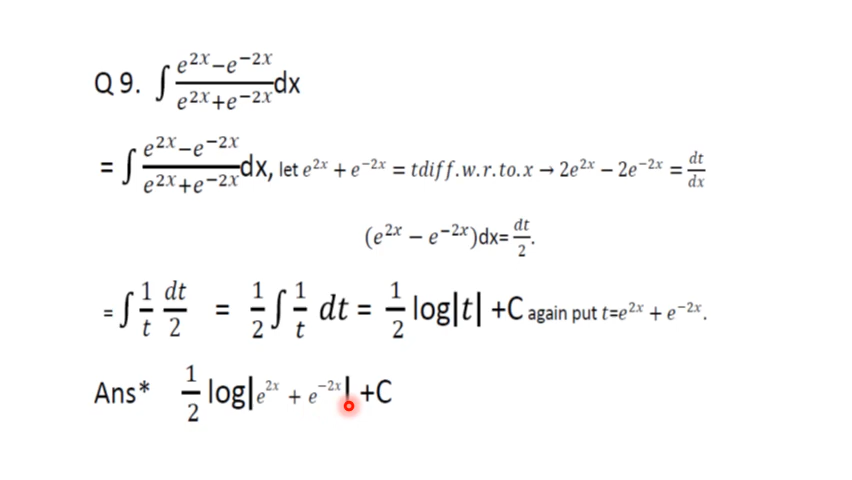 Q 9. ∫ (e^{2x}−e^{−2x})/(e^{2x}+e^{−2x}) dx
= ∫ (e^{2x}−e^{−2x})/(e^{2x}+e^{−2x}) dx, let e^{2x} + e^{−2x} = tdiff.w.r.to.x → 2e^{2x} − 2e^{−2x} = dt/dx
(e^{2x} − e^{−2x})dx= dt/2.
= ∫ 1/t dt/2 = 1/2 ∫ 1/t dt = 1/2 log|t| +C again put t=e^{2x} + e^{−2x}.
Ans* 1/2 log|e^{2x} + e^{−2x}| +C